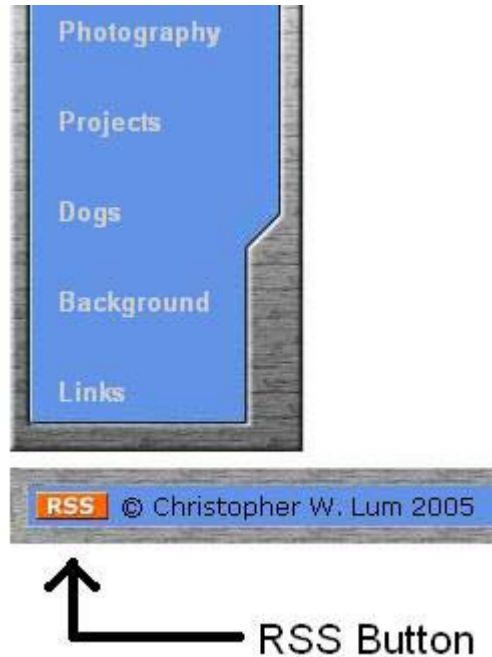 Photography
Projects
Dogs
Background
Links
RSS © Christopher W. Lum 2005
RSS Button